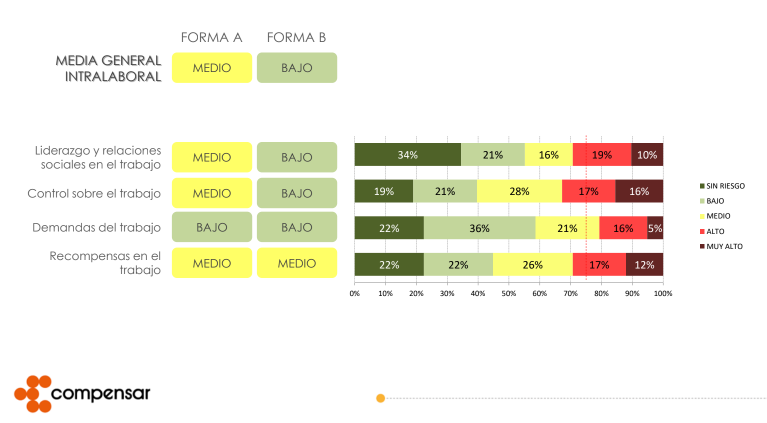 FORMA A FORMA B
MEDIA GENERAL
INTRALABORAL
MEDIO BAJO
Liderazgo y relaciones
sociales en el trabajo
MEDIO BAJO
34% 21% 16% 19% 10%
Control sobre el trabajo
MEDIO BAJO
19% 21% 28% 17% 16%
Demandas del trabajo
BAJO BAJO
22% 36% 21% 16% 5%
Recompensas en el
trabajo
MEDIO MEDIO
22% 22% 26% 17% 12%
0% 10% 20% 30% 40% 50% 60% 70% 80% 90% 100%
SIN RIESGO
BAJO
MEDIO
ALTO
MUY ALTO
compensar